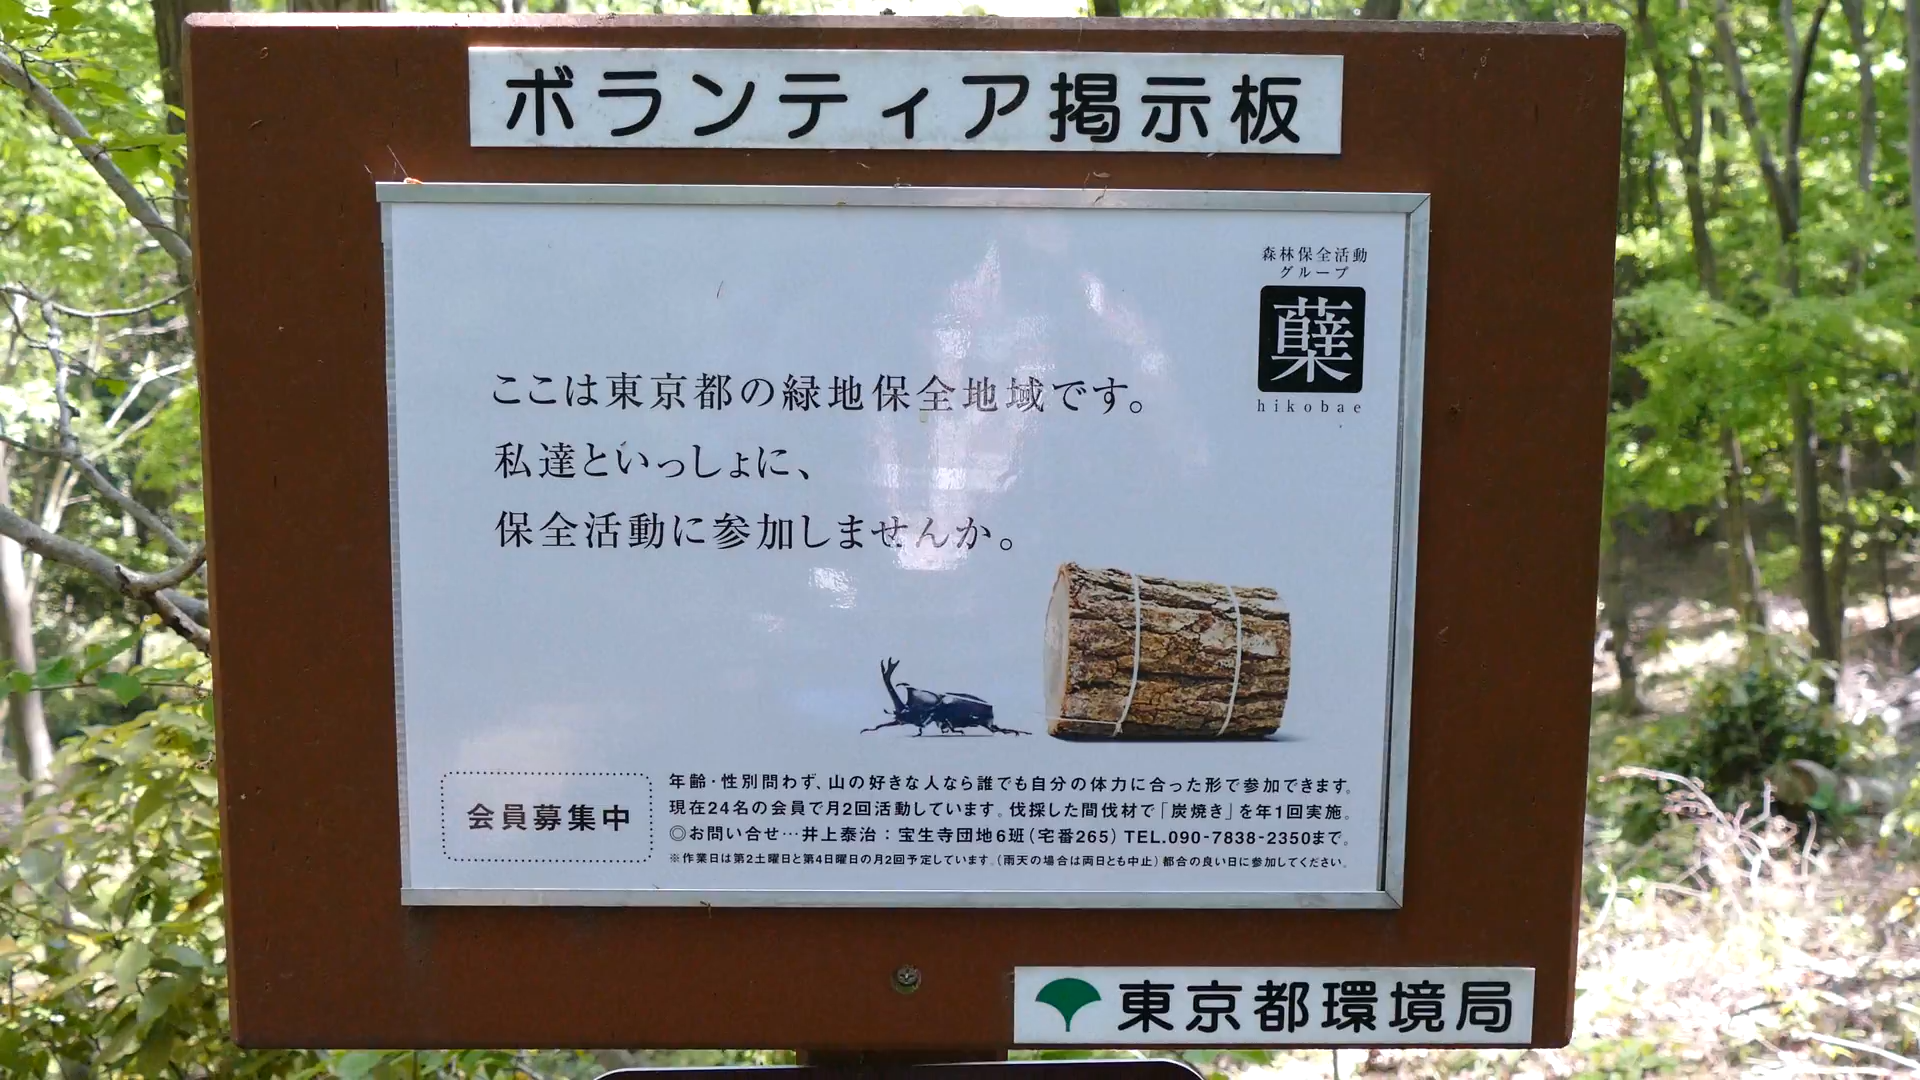 ボランティア掲示板
森林保全活動
グループ
蘖
hikobae
ここは東京都の緑地保全地域です。
私達といっしょに、
保全活動に参加しませんか。
会員募集中
年齢・性別問わず、山の好きな人なら誰でも自分の体力に合った形で参加できます。
現在24名の会員で月2回活動しています。伐採した間伐材で「炭焼き」を年1回実施。
◎お問い合せ…井上泰治：宝生寺団地6班(宅番265) TEL.090-7838-2350まで。
※作業日は第2土曜日と第4日曜日の月2回予定しています。(雨天の場合は両日とも中止)都合の良い日に参加してください。
東京都環境局